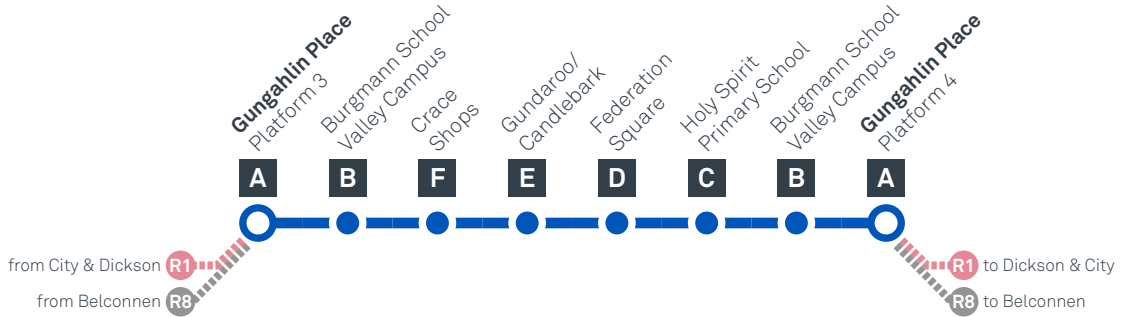 Gungahlin Place
Platform 3
Burgmann School
Valley Campus
Crace
Shops
Gundaroo/
Candlebark
Federation
Square
Holy Spirit
Primary School
Burgmann School
Valley Campus
Gungahlin Place
Platform 4
A
B
F
E
D
C
B
A
from City & Dickson R1
R1 to Dickson & City
from Belconnen R8
R8 to Belconnen